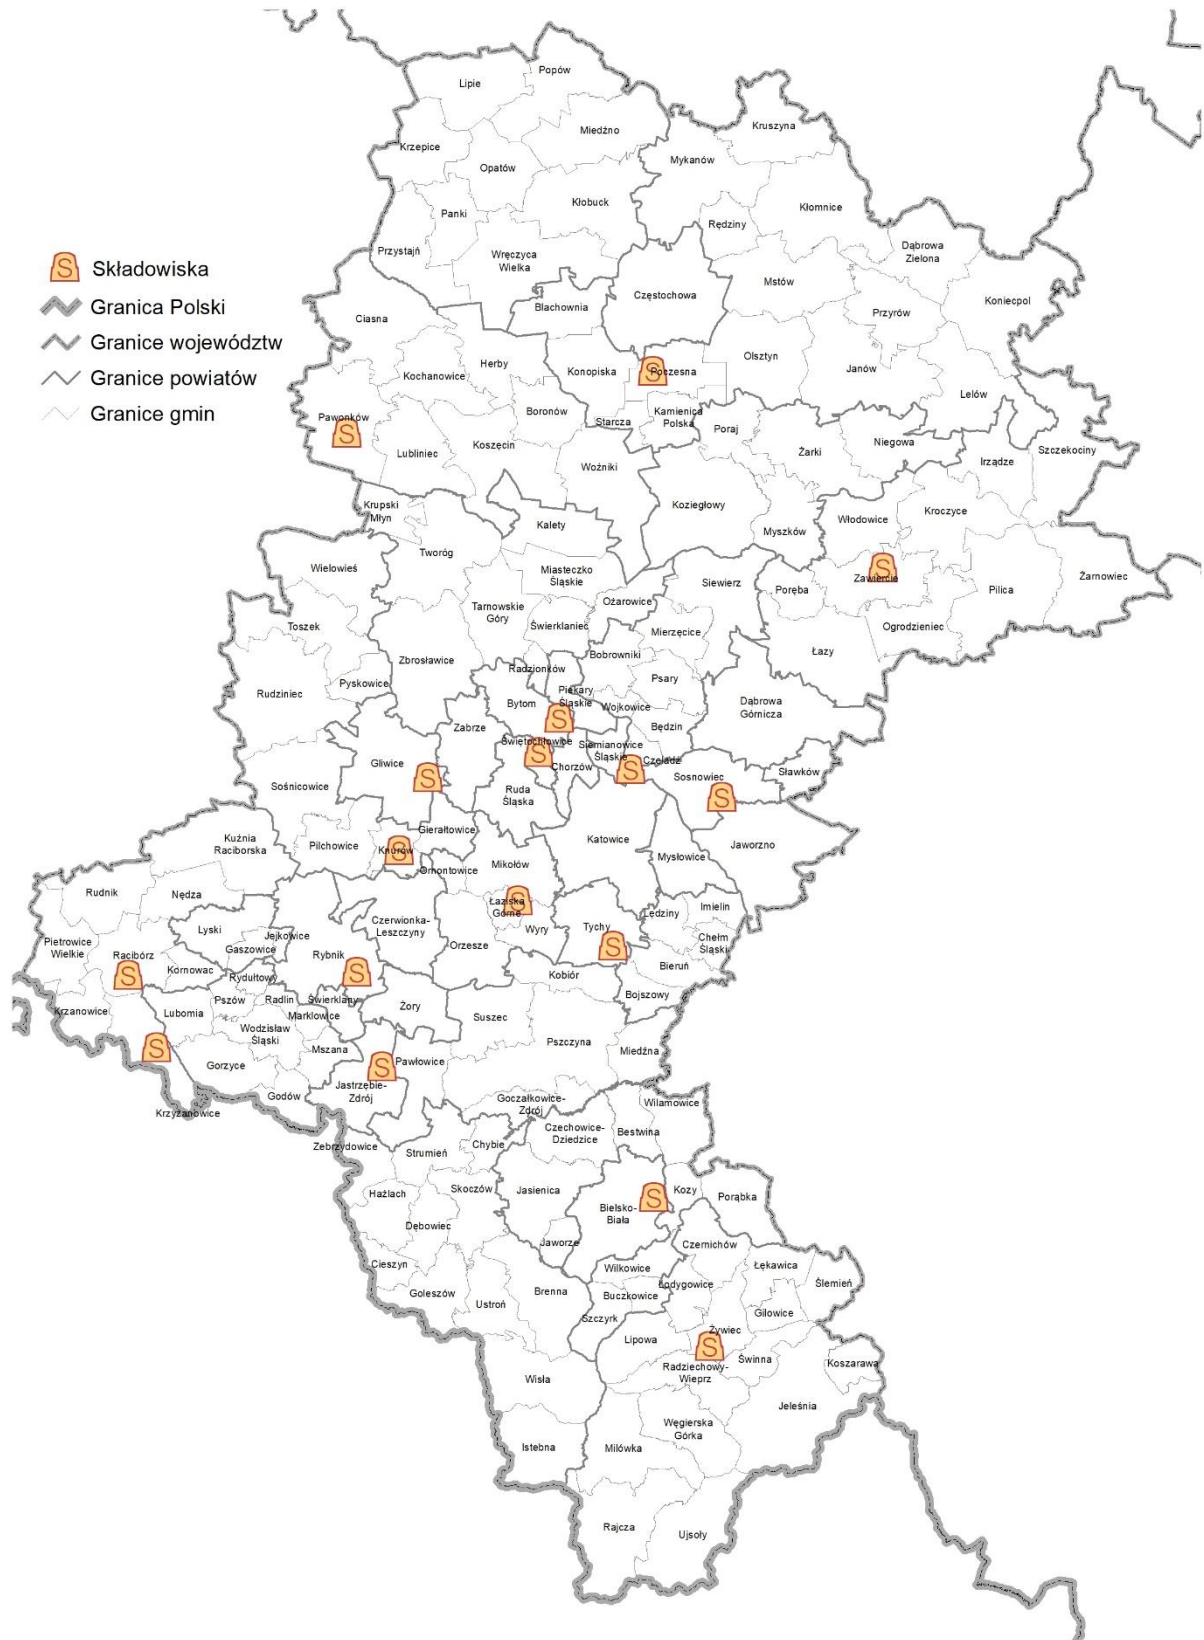 Lipie
Popów
Kruszyna
Miedźno
Krzepice
Mykanów
Opatów
Kłobuck
Kłomnice
Panki
Rędziny
Przystajń
Wręczyca
Wielka
Dąbrowa
Zielona
S Składowiska
Mstów
Częstochowa
Koniecpol
Granica Polski
Blachownia
Przyrów
Ciasna
Granice województw
Olsztyn
Herby
Konopiska
S
Poczesna
Janów
Granice powiatów
Kochanowice
Lelów
Boronów
Kamienica
Polska
Granice gmin
Pawonków
S
Starcza
Poraj
Koszęcin
Niegowa
Żarki
Szczekociny
Lubliniec
Irządze
Woźniki
Krupski
Młyn
Koziegłowy
Kroczyce
Włodowice
Kalety
Myszków
Tworóg
Wielowieś
Miasteczko
Śląskie
S
Zawiercie
Żarnowiec
Siewierz
Poręba
Pilica
Tarnowskie
Góry
Ożarowice
Toszek
Świerklaniec
Mierzęcice
Ogrodzieniec
Łazy
Zbrosławice
Bobrowniki
Radzionków
Psary
Pyskowice
Rudziniec
Piekary
Śląskie
Bytom
Wojkowice
Dąbrowa
Górnicza
S
Zabrze
Będzin
Świętochłowice
S
Siemianowice
Śląskie
Czeladź
S
Gliwice
S
Chorzów
Sosnowiec
S
Sławków
Sośnicowice
Ruda
Śląska
Gierałtowice
Kuźnia
Raciborska
Pilchowice
Knurów
S
Katowice
Jaworzno
Mysłowice
Ornontowice
Mikołów
Rudnik
Nędza
Łaziska
Górne
S
Imielin
Lędziny
Czerwionka-
Leszczyny
Lyski
Jejkowice
Wyry
Tychy
S
Chełm
Śląski
Pietrowice
Wielkie
Gaszowice
Rybnik
S
Orzesze
Racibórz
S
Kornowac
Bieruń
Rydułtowy
Kobiór
Bojszowy
Krzanowice
Lubomia
Pszów
Radlin
Świerklany
Żory
Marklowice
Suszec
Wodzisław
Śląski
S
Mszana
Pszczyna
Miedźna
Gorzyce
S
Pawłowice
Jastrzębie-
Zdrój
Godów
Krzyżanowice
Goczałkowice-
Zdrój
Wilamowice
Zebrzydowice
Chybie
Czechowice-
Dziedzice
Bestwina
Strumień
Skoczów
Jasienica
Hażlach
S
Kozy
Porąbka
Bielsko-
Biała
Dębowiec
Jaworze
Czernichów
Cieszyn
Wilkowice
Łękawica
Ślemień
Goleszów
Brenna
Łodygowice
Buczkowice
Ustroń
Szczyrk
Gilowice
Żywiec
S
Lipowa
Świnna
Koszarawa
Radziechowy-
Wieprz
Wisła
Jeleśnia
Węgierska
Górka
Istebna
Milówka
Rajcza
Ujsoły